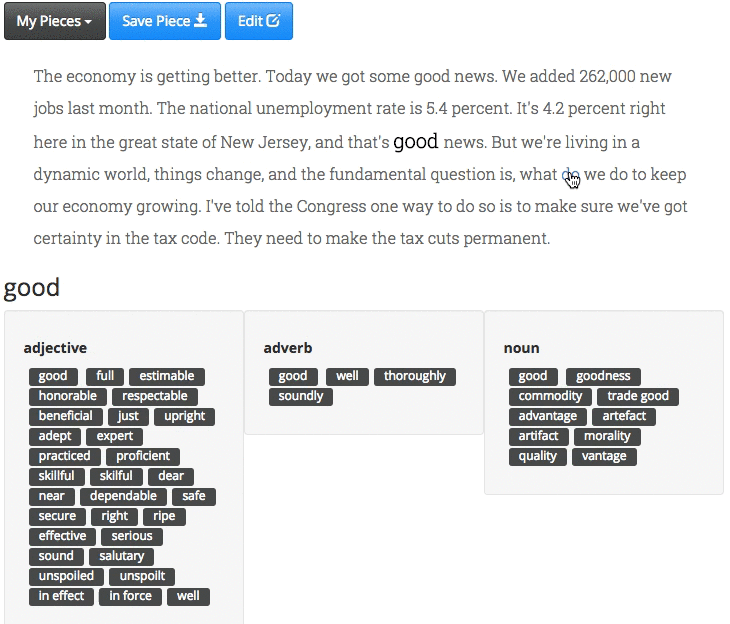 My Pieces Save Piece Edit
The economy is getting better. Today we got some good news. We added 262,000 new
jobs last month. The national unemployment rate is 5.4 percent. It's 4.2 percent right
here in the great state of New Jersey, and that's good news. But we're living in a
dynamic world, things change, and the fundamental question is, what do we do to keep
our economy growing. I've told the Congress one way to do so is to make sure we've got
certainty in the tax code. They need to make the tax cuts permanent.
good
adjective
good full estimable
honorable respectable
beneficial just upright
adept expert
practiced proficient
skillful skilful dear
near dependable safe
secure right ripe
effective serious
sound salutary
unspoiled unspoilt
in effect in force well
adverb
good well thoroughly
soundly
noun
good goodness
commodity trade good
advantage artefact
artifact morality
quality vantage